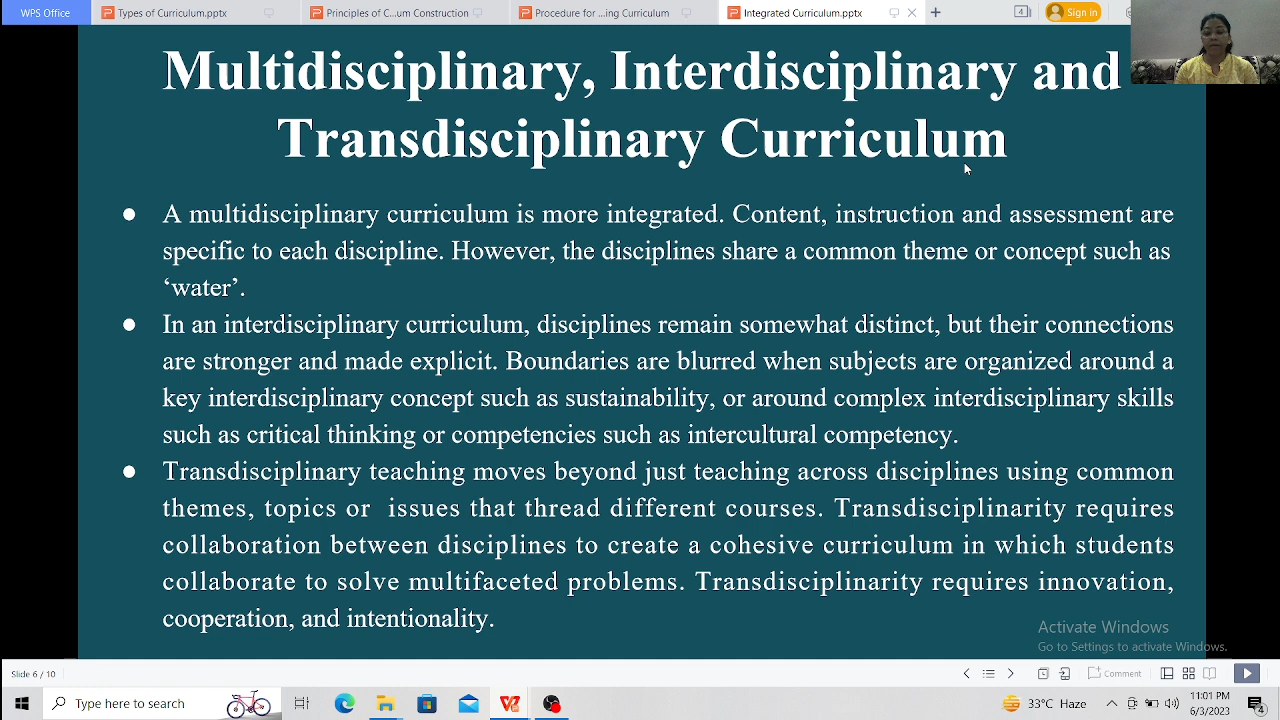 WPS Office
Types of Curriculum.pptx
Principles of C...um Construction
Procedure for ...ing Curriculum
Integrated Curriculum.pptx
4
Sign in
Multidisciplinary, Interdisciplinary and
Transdisciplinary Curriculum
A multidisciplinary curriculum is more integrated. Content, instruction and assessment are
specific to each discipline. However, the disciplines share a common theme or concept such as
‘water’.
In an interdisciplinary curriculum, disciplines remain somewhat distinct, but their connections
are stronger and made explicit. Boundaries are blurred when subjects are organized around a
key interdisciplinary concept such as sustainability, or around complex interdisciplinary skills
such as critical thinking or competencies such as intercultural competency.
Transdisciplinary teaching moves beyond just teaching across disciplines using common
themes, topics or issues that thread different courses. Transdisciplinarity requires
collaboration between disciplines to create a cohesive curriculum in which students
collaborate to solve multifaceted problems. Transdisciplinarity requires innovation,
cooperation, and intentionality.
Activate Windows
Go to Settings to activate Windows.
Slide 6 / 10
Comment
Type here to search
33°C Haze
11:01 PM
6/3/2023
4